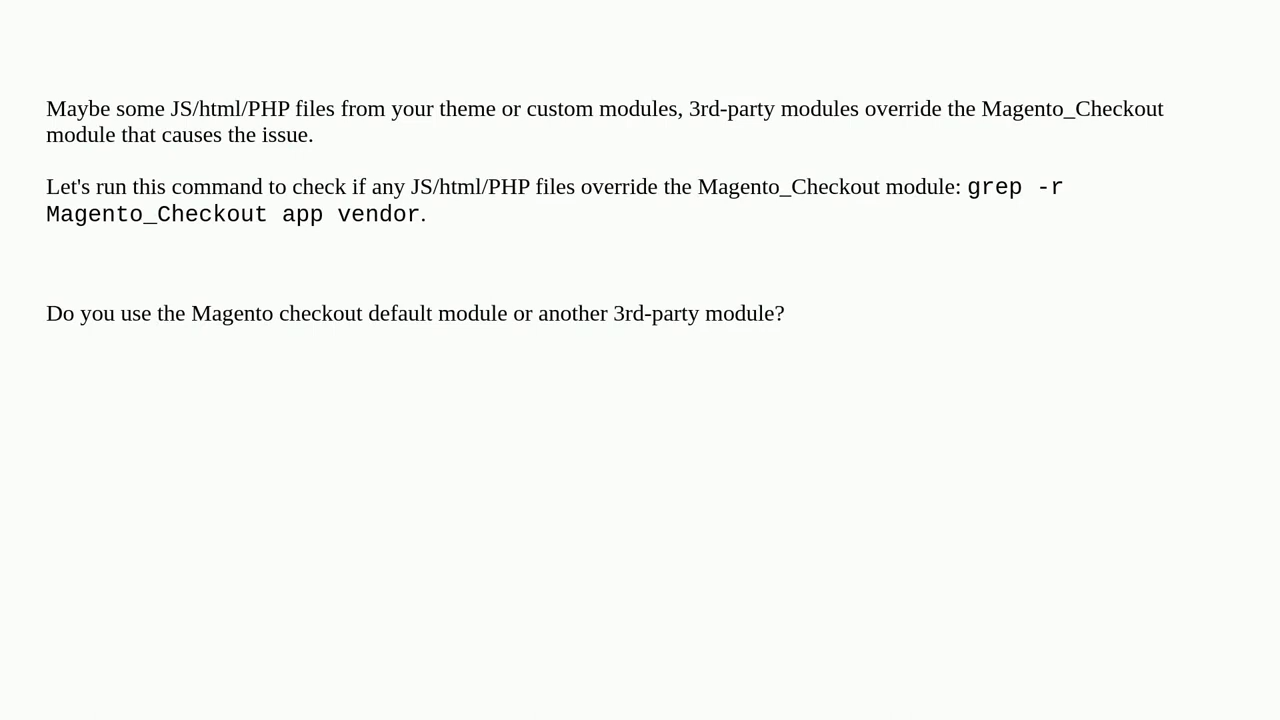 Maybe some JS/html/PHP files from your theme or custom modules, 3rd-party modules override the Magento_Checkout
module that causes the issue.
Let's run this command to check if any JS/html/PHP files override the Magento_Checkout module: grep -r
Magento_Checkout app vendor.
Do you use the Magento checkout default module or another 3rd-party module?